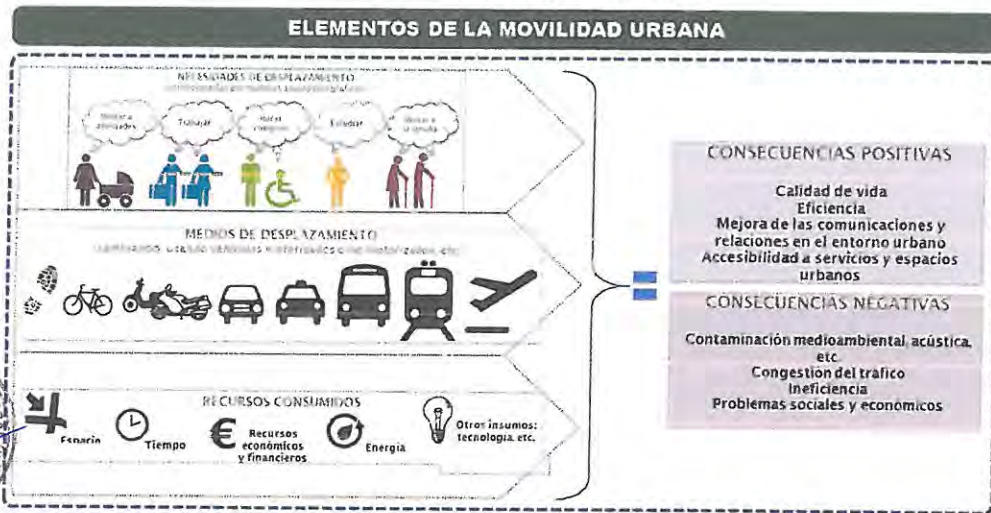 ELEMENTOS DE LA MOVILIDAD URBANA
NECESIDADES DE DESPLAZAMIENTO
Trabajar
Estudiar
MEDIOS DE DESPLAZAMIENTO
RECURSOS CONSUMIDOS
Espacio
Tiempo
Recursos
económicos
y financieros
Energía
Otros insumos:
tecnología, etc.
CONSECUENCIAS POSITIVAS
Calidad de vida
Eficiencia
Mejora de las comunicaciones y
relaciones en el entorno urbano
Accesibilidad a servicios y espacios
urbanos
CONSECUENCIAS NEGATIVAS
Contaminación medioambiental, acústica,
etc.
Congestión del tráfico
Ineficiencia
Problemas sociales y económicos